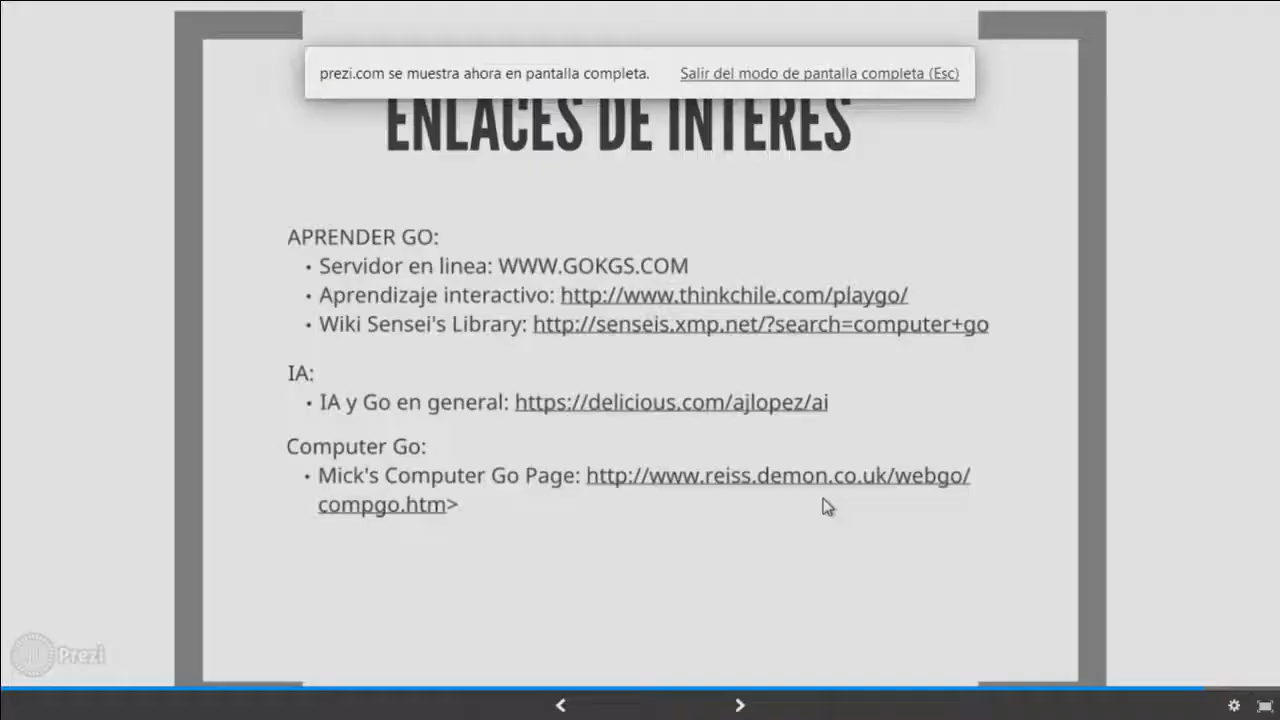 prezi.com se muestra ahora en pantalla completa. Salir del modo de pantalla completa (Esc)
ENLACES DE INTERES
APRENDER GO:
• Servidor en linea: WWW.GOKGS.COM
• Aprendizaje interactivo: http://www.thinkchile.com/playgo/
• Wiki Sensei's Library: http://senseis.xmp.net/?search=computer+go
IA:
• IA y Go en general: https://delicious.com/ajlopez/ai
Computer Go:
• Mick's Computer Go Page: http://www.reiss.demon.co.uk/webgo/
compgo.htm>
Prezi